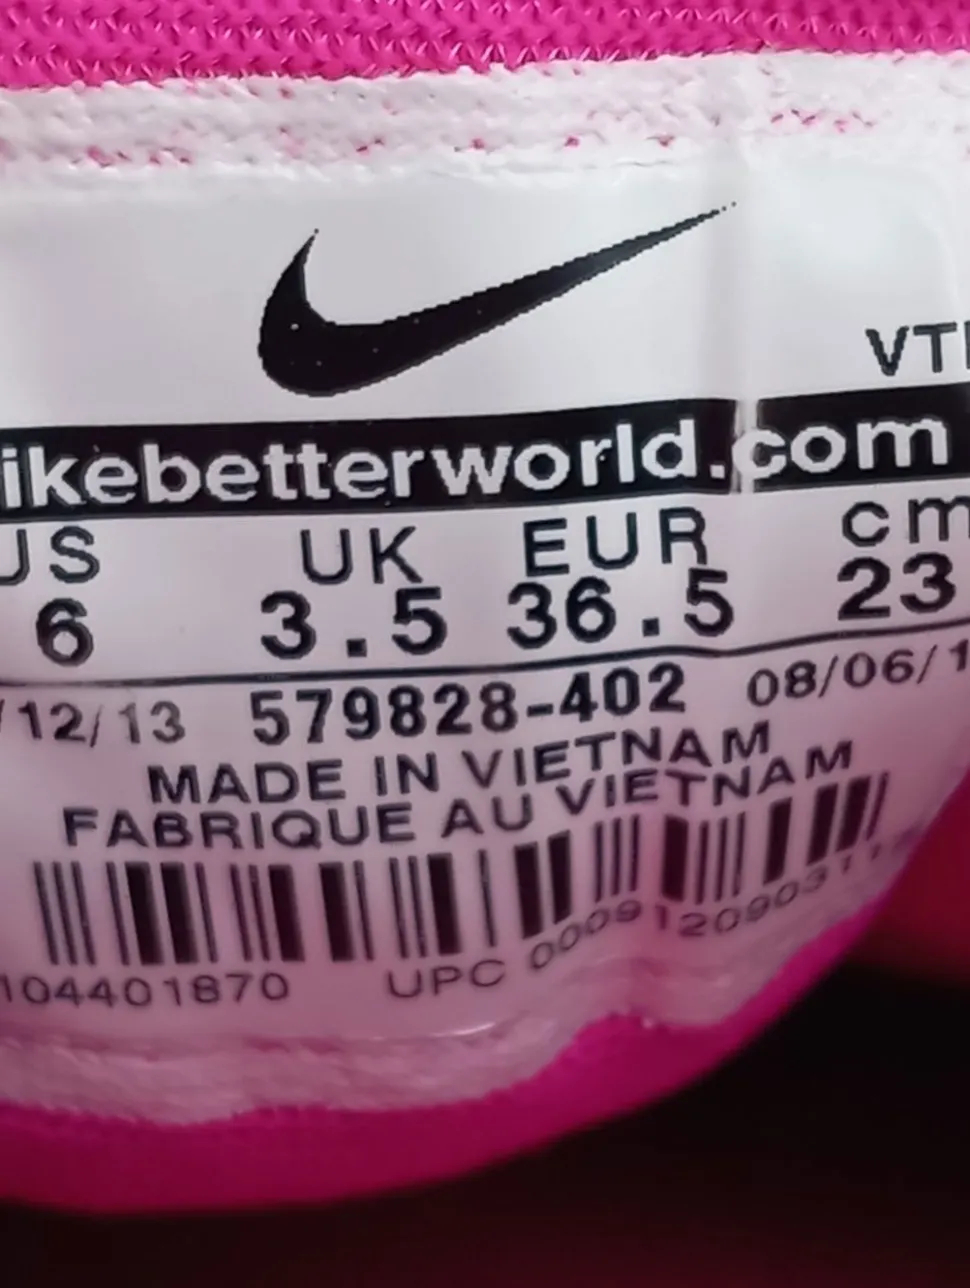 VT
ikebetterworld.com
US UK EUR cm
6 3.5 36.5 23
/12/13 579828-402 08/06/1
MADE IN VIETNAM
FABRIQUE AU VIETNAM
104401870 UPC 00091209031